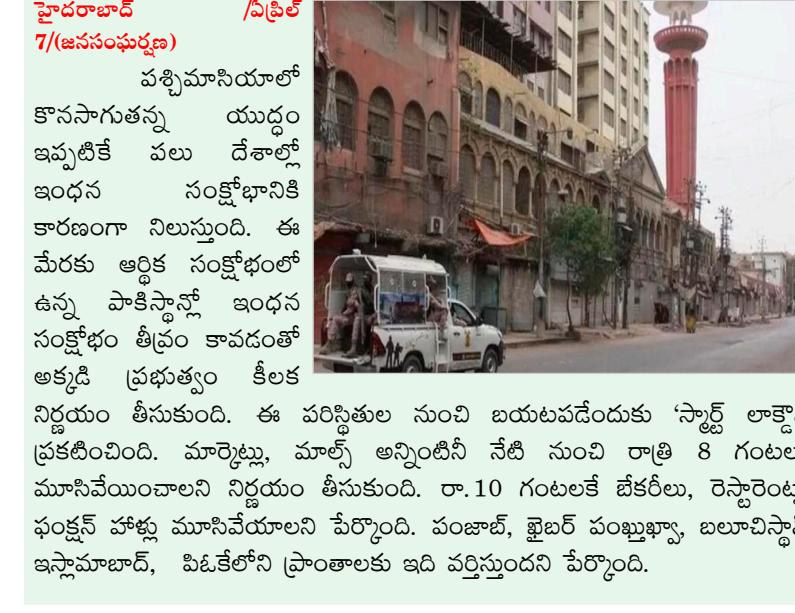 హైదరాబాద్ /ఏప్రిల్
7/(జనసంఘర్షణ)
పశ్చిమాసియాలో
కొనసాగుతన్న యుద్ధం
ఇప్పటికే పలు దేశాల్లో
ఇంధన సంక్షోభానికి
కారణంగా నిలుస్తుంది. ఈ
మేరకు ఆర్థిక సంక్షోభంలో
ఉన్న పాకిస్థాన్లో ఇంధన
సంక్షోభం తీవ్రం కావడంతో
అక్కడి ప్రభుత్వం కీలక
నిర్ణయం తీసుకుంది. ఈ పరిస్థితుల నుంచి బయటపడేందుకు ‘స్మార్ట్
ప్రకటించింది. మార్కెట్లు, మాల్స్ అన్నింటినీ నేటి నుంచి రాత్రి 8
మూసివేయించాలని నిర్ణయం తీసుకుంది. రా.10 గంటలకే బేకరీలు,
ఫంక్షన్ హాళ్లు మూసివేయాలని పేర్కొంది. పంజాబ్, ఖైబర్ పంఖ్తుఖ్వా,
ఇస్లామాబాద్, పిఓకేలోని ప్రాంతాలకు ఇది వర్తిస్తుందని పేర్కొంది.